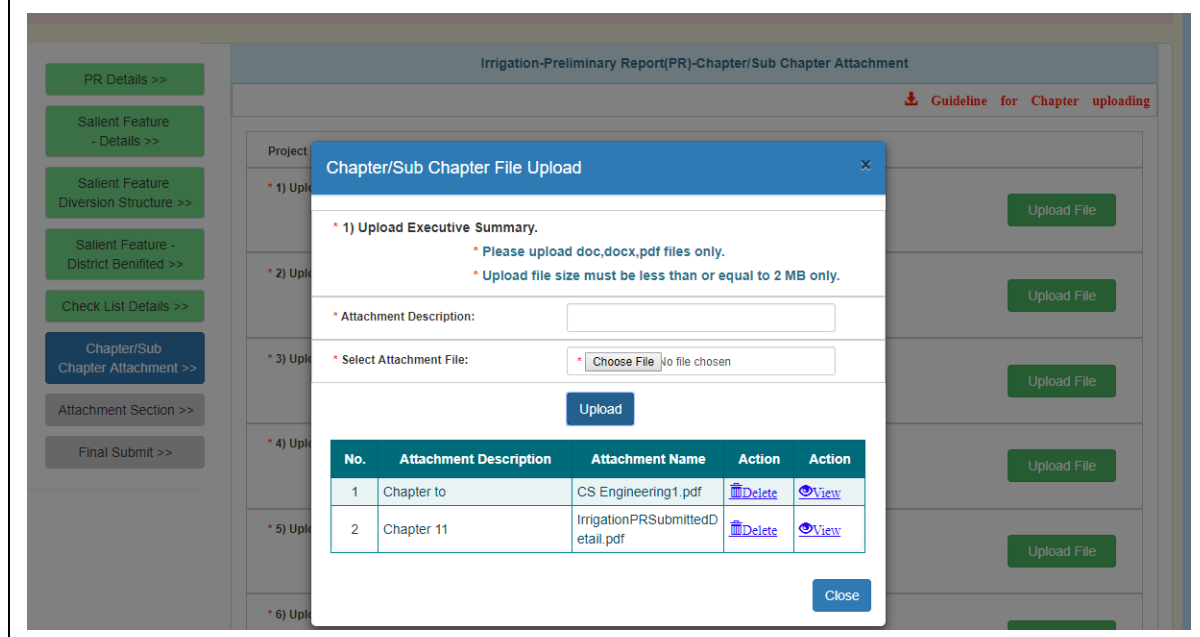 Irrigation-Preliminary Report(PR)-Chapter/Sub Chapter Attachment
Guideline for Chapter uploading
PR Details >>
Salient Feature
- Details >>
Salient Feature
Diversion Structure >>
Salient Feature -
District Benifited >>
Check List Details >>
Chapter/Sub
Chapter Attachment >>
Attachment Section >>
Final Submit >>
Project
* 1) Uplo
Upload File
* 2) Uplo
Upload File
* 3) Uplo
Upload File
* 4) Uplo
Upload File
* 5) Uplo
Upload File
* 6) Uplo
Chapter/Sub Chapter File Upload ×
* 1) Upload Executive Summary.
* Please upload doc,docx,pdf files only.
* Upload file size must be less than or equal to 2 MB only.
* Attachment Description:
* Select Attachment File: * Choose File No file chosen
Upload
No. Attachment Description Attachment Name Action Action
1 Chapter to CS Engineering1.pdf Delete View
2 Chapter 11 IrrigationPRSubmittedD
etail.pdf Delete View
Close